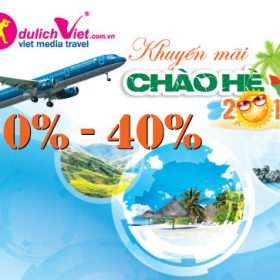 dulichViet.com.vn
viet media travel
Khuyến mãi
CHÀO HÈ
201
0% - 40%